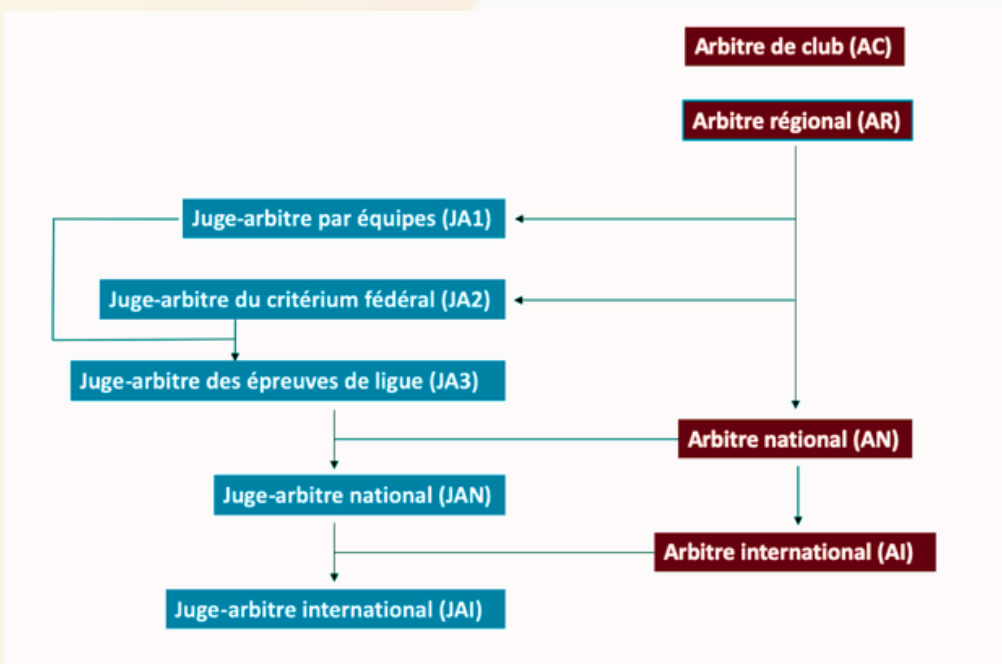 Arbitre de club (AC)
Arbitre régional (AR)
Juge-arbitre par équipes (JA1)
Juge-arbitre du critérium fédéral (JA2)
Juge-arbitre des épreuves de ligue (JA3)
Arbitre national (AN)
Juge-arbitre national (JAN)
Arbitre international (AI)
Juge-arbitre international (JAI)